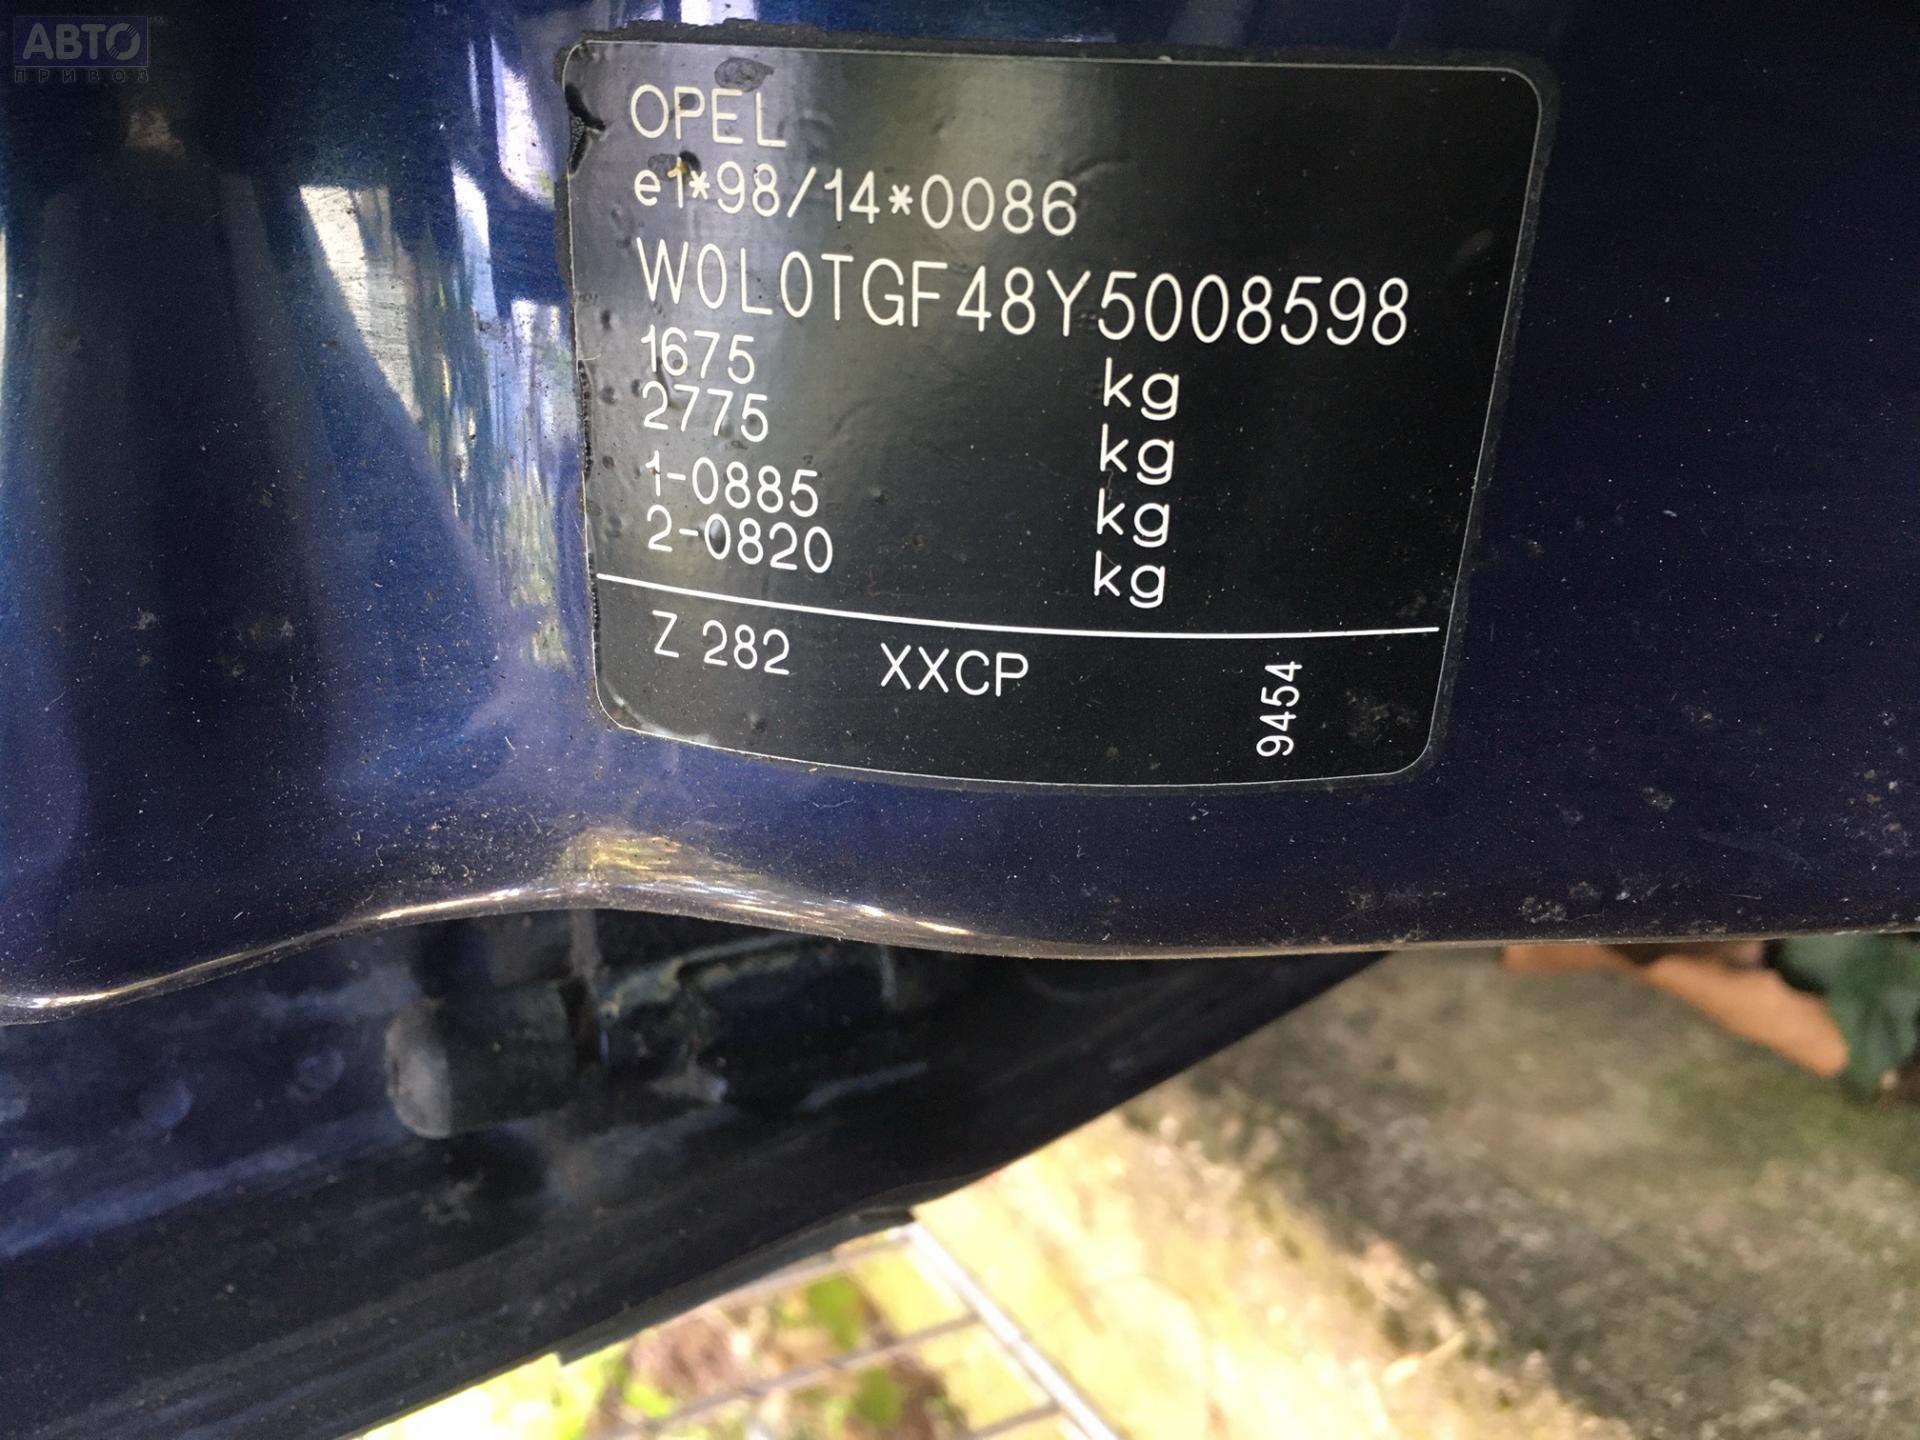 АВТО
ПРИВОЗ
OPEL
e1*98/14*0086
W0L0TGF48Y5008598
1675 kg
2775 kg
1-0885 kg
2-0820 kg
Z 282 XXCP 9454